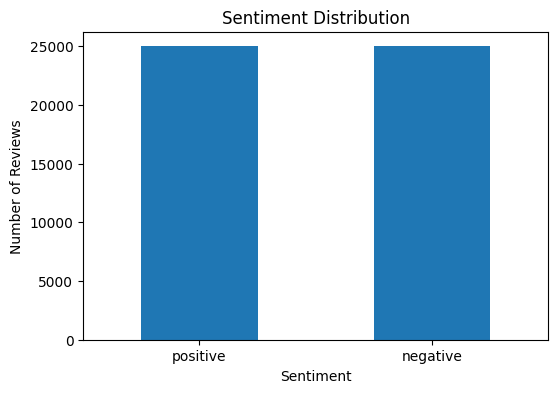 Sentiment Distribution
25000
20000
15000
10000
5000
0
Number of Reviews
positive negative
Sentiment